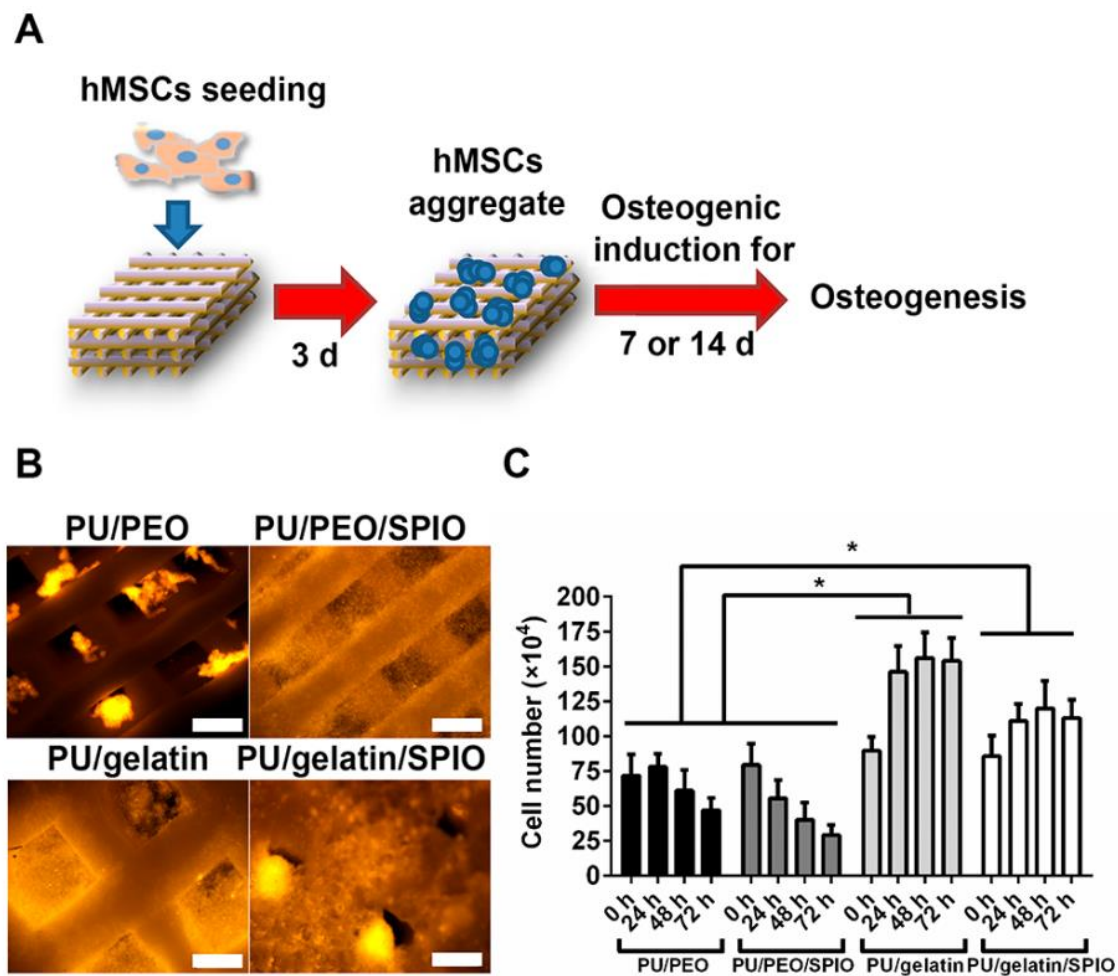 A
hMSCs seeding
hMSCs
aggregate
Osteogenic
induction for
Osteogenesis
3 d
7 or 14 d
B
PU/PEO
PU/PEO/SPIO
PU/gelatin
PU/gelatin/SPIO
C
*
*
Cell number (×10⁴)
200
175
150
125
100
75
50
25
0
0 h
24 h
48 h
72 h
0 h
24 h
48 h
72 h
0 h
24 h
48 h
72 h
0 h
24 h
48 h
72 h
PU/PEO
PU/PEO/SPIO
PU/gelatin
PU/gelatin/SPIO